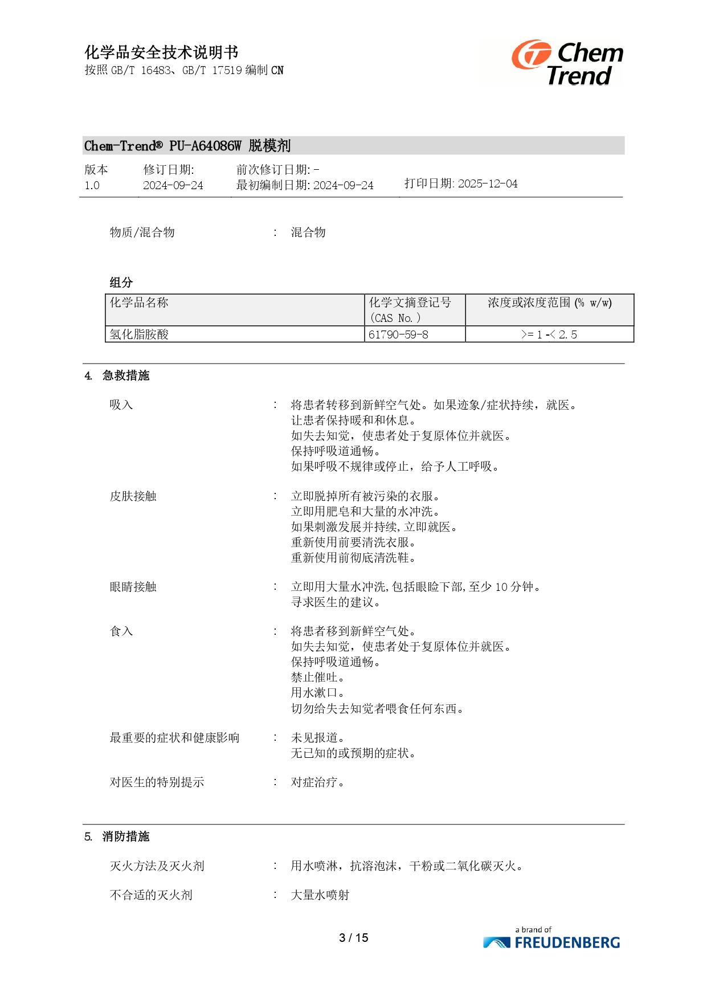 化学品安全技术说明书
按照 GB/T 16483、GB/T 17519 编制 CN
Chem Trend
Chem-Trend® PU-A64086W 脱模剂
版本 修订日期: 前次修订日期: -
1.0 2024-09-24 最初编制日期: 2024-09-24 打印日期: 2025-12-04
物质/混合物 : 混合物
组分
化学品名称 化学文摘登记号 浓度或浓度范围 (% w/w)
(CAS No.)
氢化脂胺酸 61790-59-8 >= 1 -< 2.5
4. 急救措施
吸入 : 将患者转移到新鲜空气处。如果迹象/症状持续，就医。
让患者保持暖和和休息。
如失去知觉，使患者处于复原体位并就医。
保持呼吸道通畅。
如果呼吸不规律或停止，给予人工呼吸。
皮肤接触 : 立即脱掉所有被污染的衣服。
立即用肥皂和大量的水冲洗。
如果刺激发展并持续,立即就医。
重新使用前要清洗衣服。
重新使用前彻底清洗鞋。
眼睛接触 : 立即用大量水冲洗,包括眼睑下部,至少 10 分钟。
寻求医生的建议。
食入 : 将患者移到新鲜空气处。
如失去知觉，使患者处于复原体位并就医。
保持呼吸道通畅。
禁止催吐。
用水漱口。
切勿给失去知觉者喂食任何东西。
最重要的症状和健康影响 : 未见报道。
无已知的或预期的症状。
对医生的特别提示 : 对症治疗。
5. 消防措施
灭火方法及灭火剂 : 用水喷淋，抗溶泡沫，干粉或二氧化碳灭火。
不合适的灭火剂 : 大量水喷射
3 / 15
a brand of
FREUDENBERG